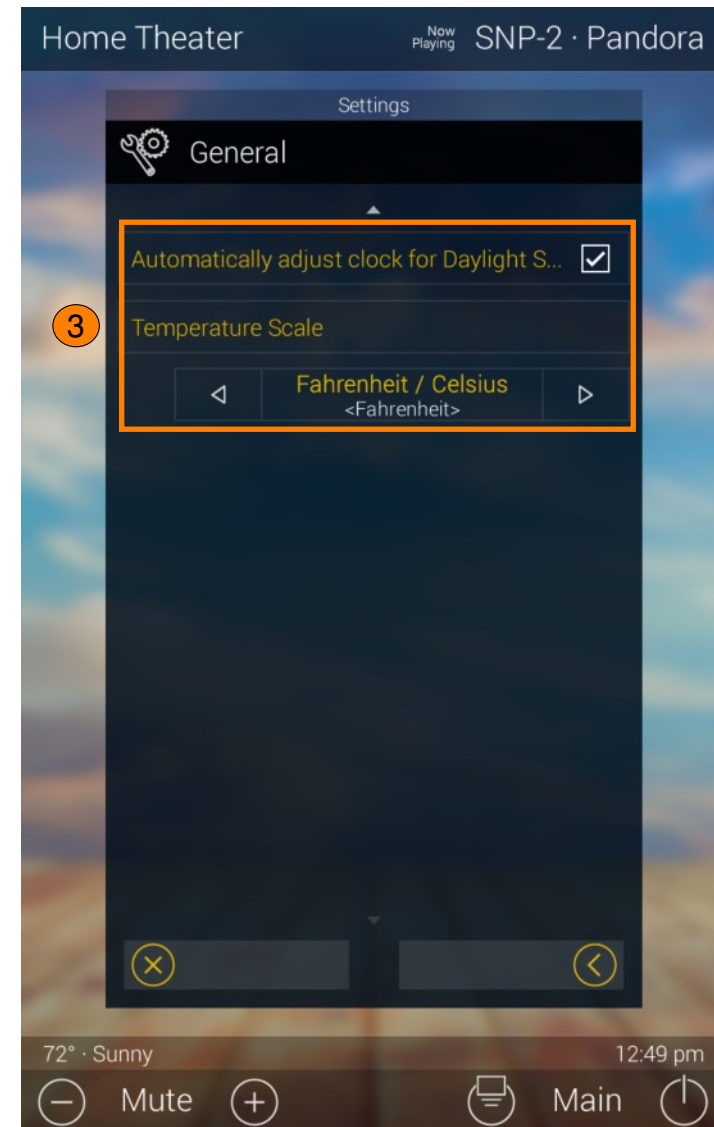 Home Theater
Now Playing
SNP-2 · Pandora
Settings
General
Automatically adjust clock for Daylight S...
3
Temperature Scale
Fahrenheit / Celsius
<Fahrenheit>
72° · Sunny
12:49 pm
Mute
Main